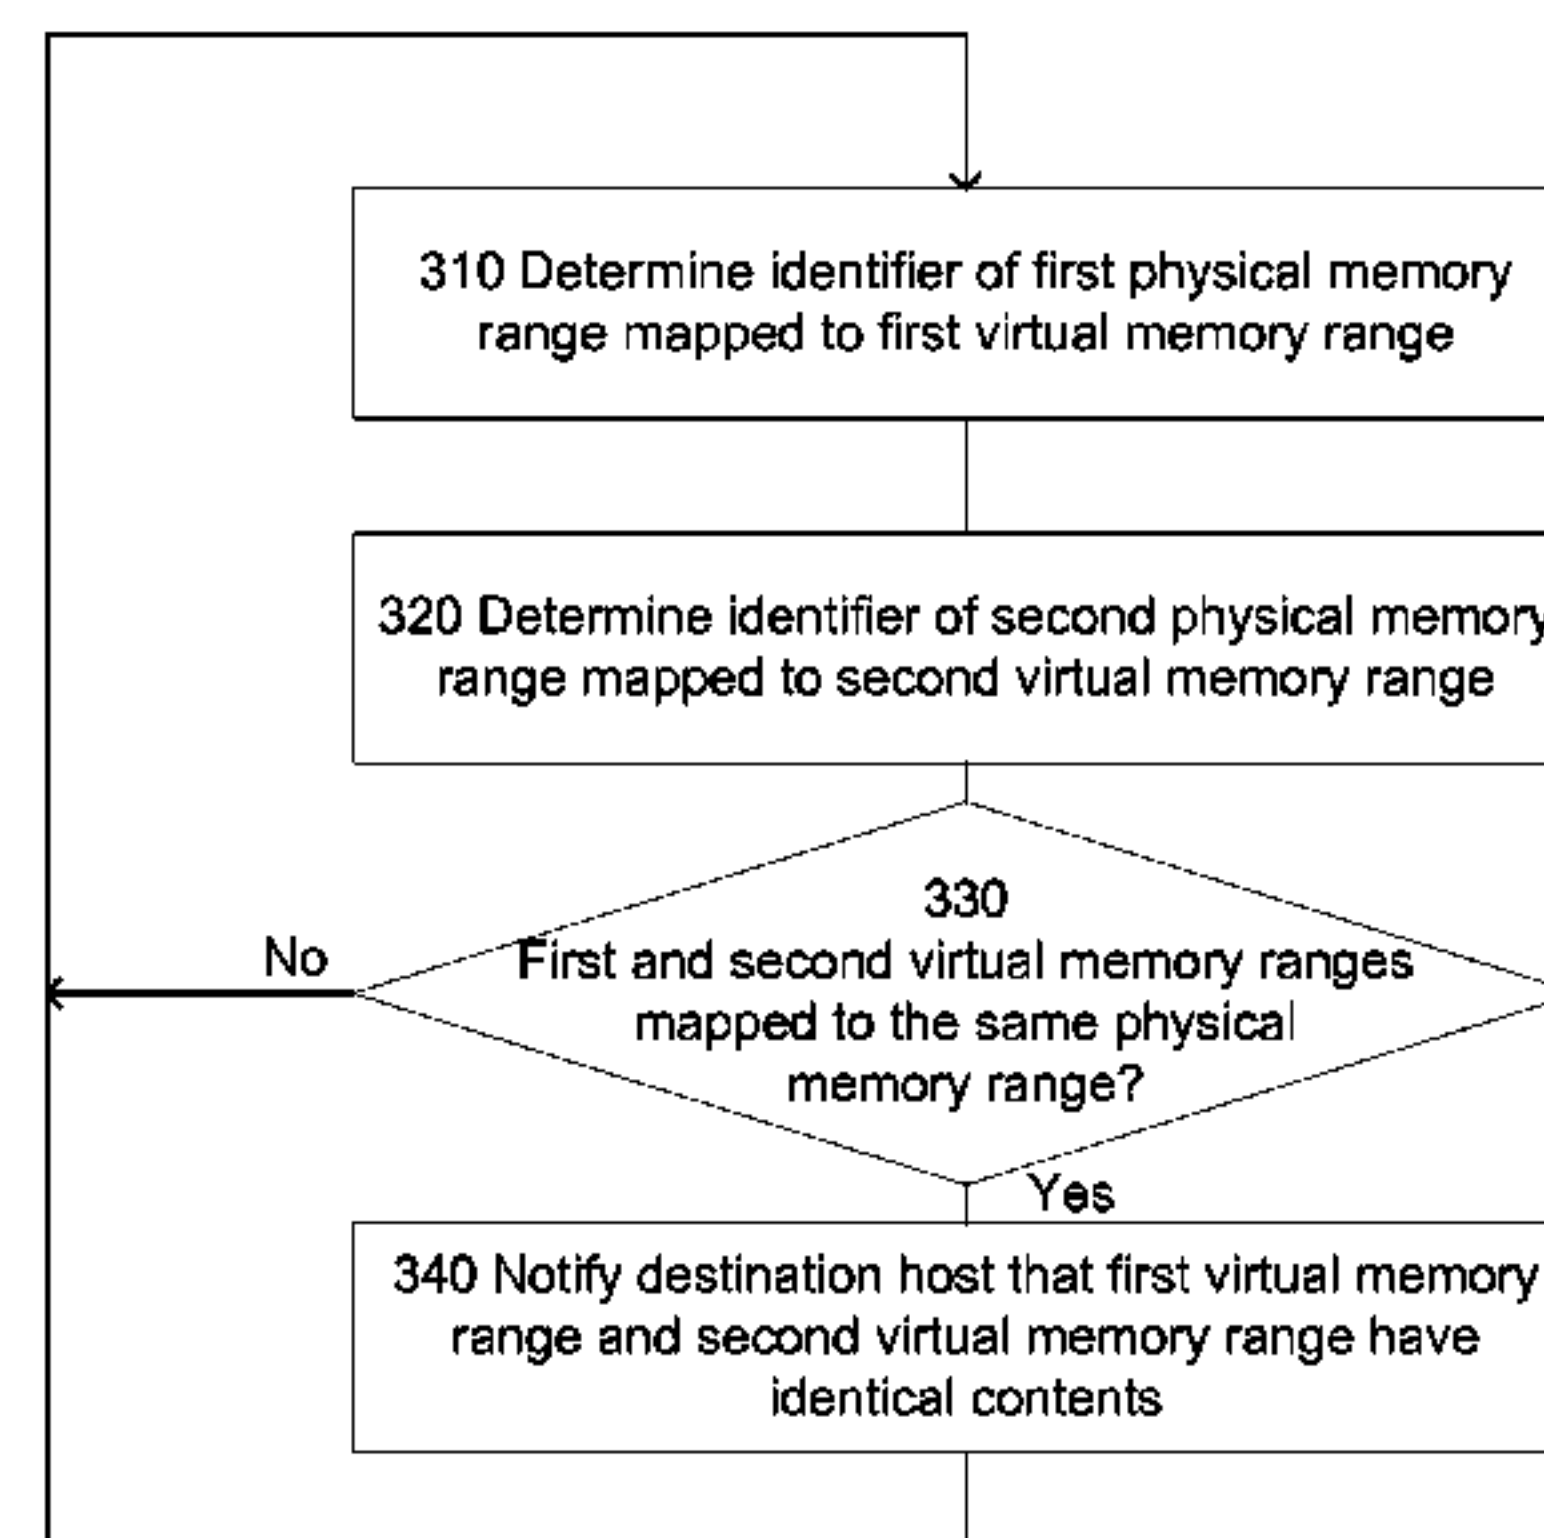 310 Determine identifier of first physical memory
range mapped to first virtual memory range
320 Determine identifier of second physical memory
range mapped to second virtual memory range
330
No
First and second virtual memory ranges
mapped to the same physical
memory range?
Yes
340 Notify destination host that first virtual memory
range and second virtual memory range have
identical contents